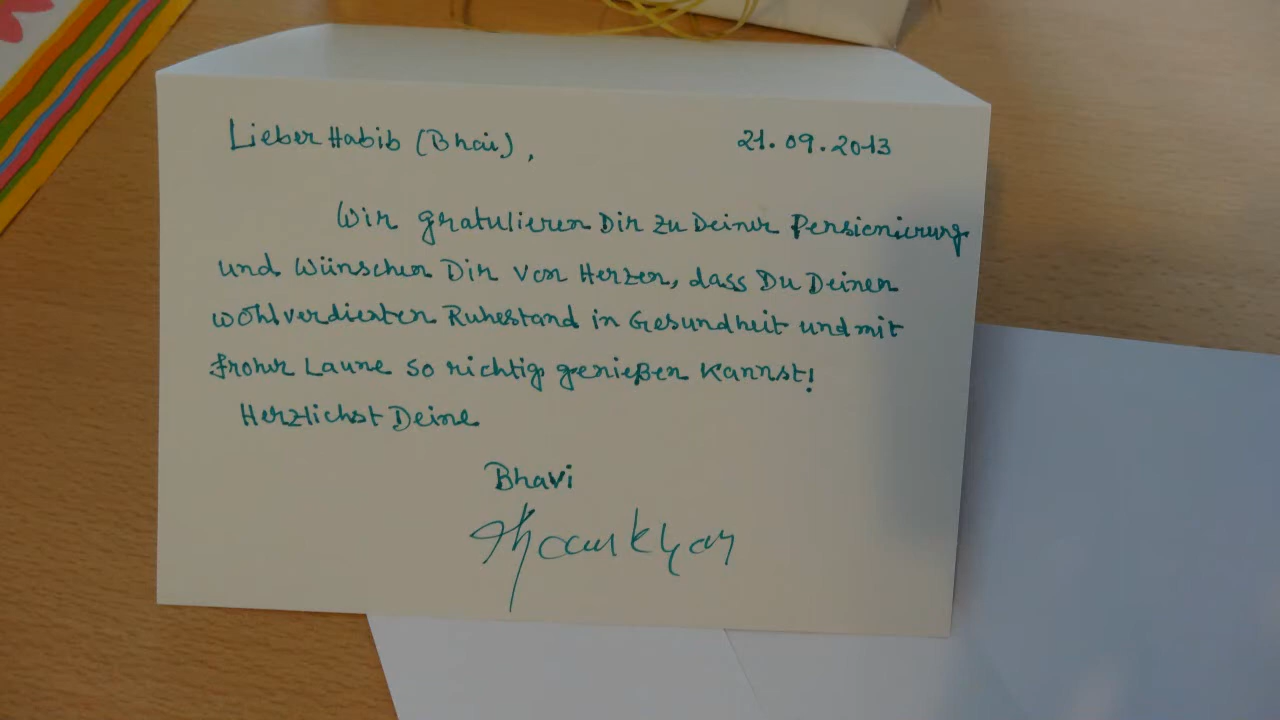 Lieber Habib (Bhai), 21.09.2013
Wir gratulieren Dir zu Deiner Pensionierung
und wünschen Dir von Herzen, dass Du Deinen
wohlverdienten Ruhestand in Gesundheit und mit
froher Laune so richtig genießen kannst!
Herzlichst Deine
Bhavi